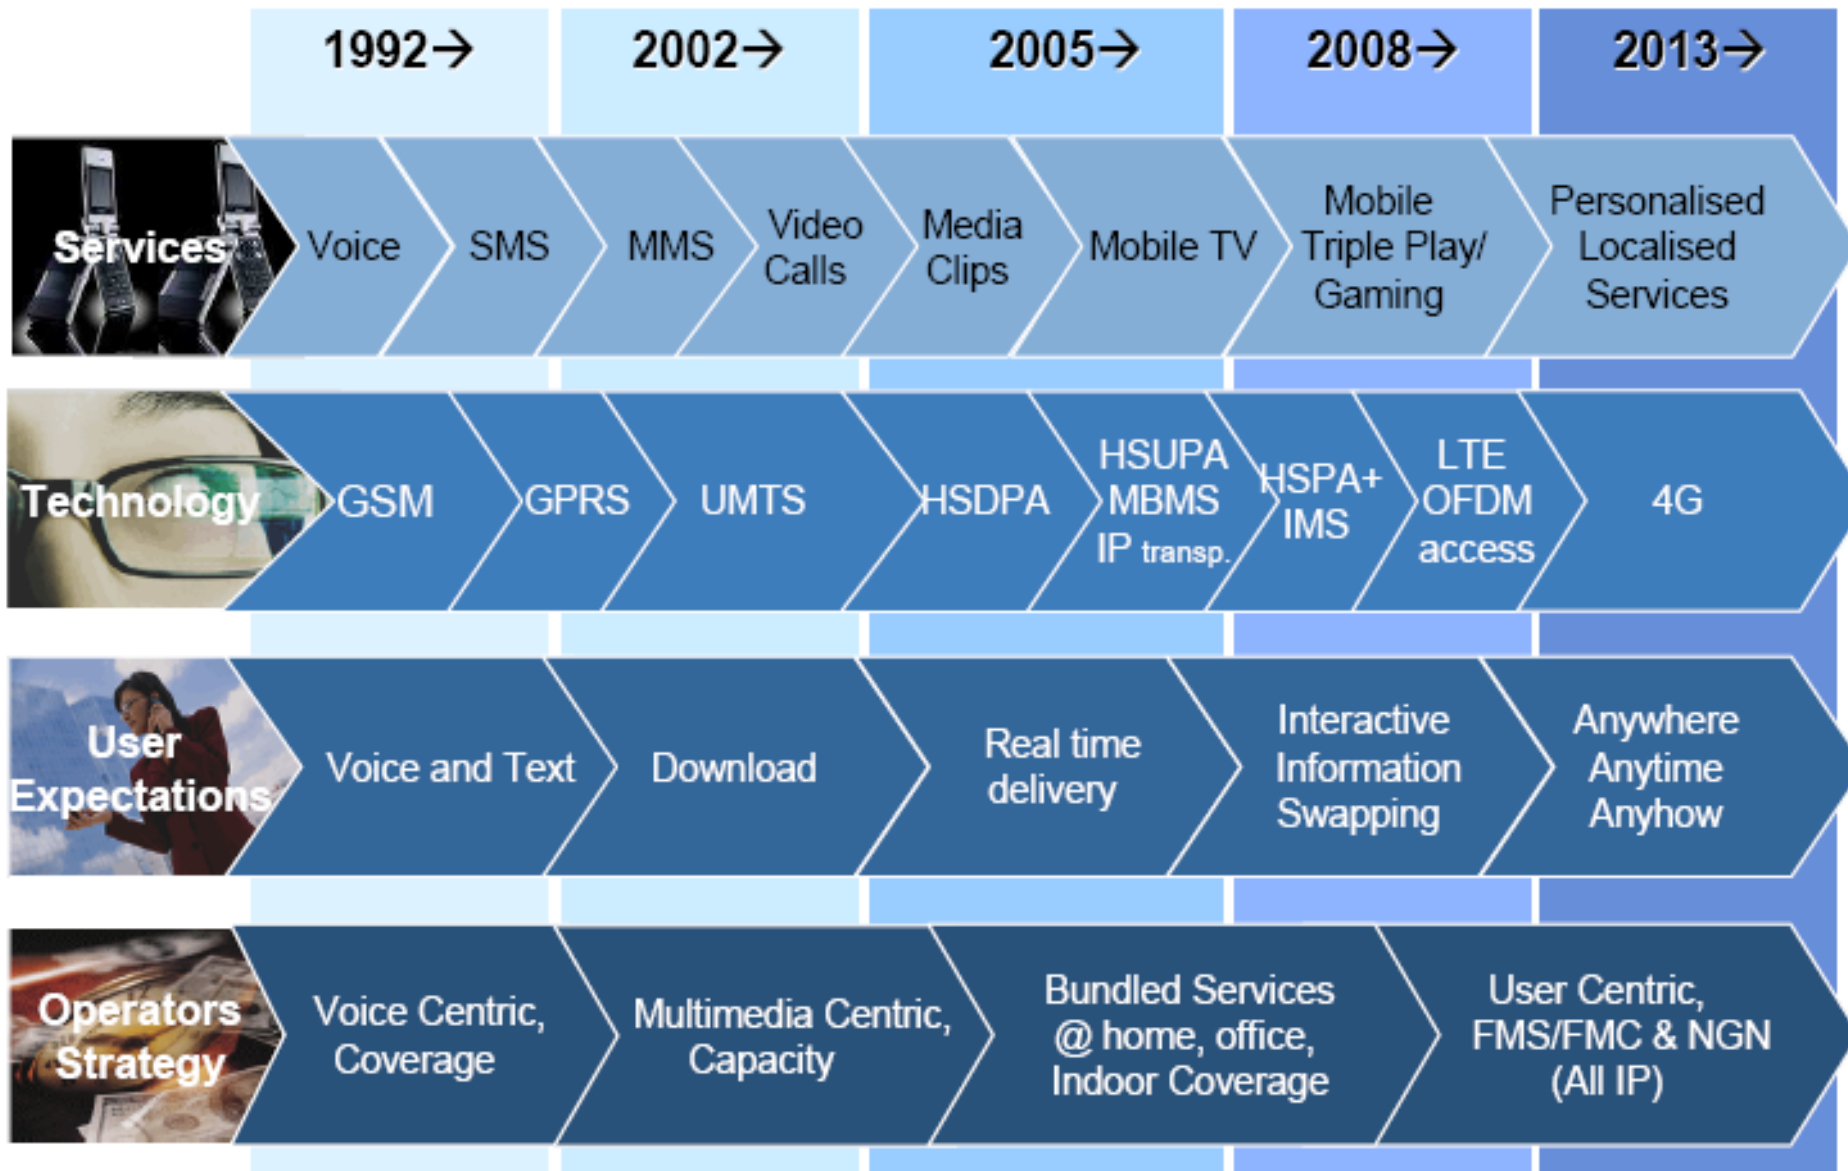 1992→ 2002→ 2005→ 2008→ 2013→
Services
Voice
SMS
MMS
Video
Calls
Media
Clips
Mobile TV
Mobile
Triple Play/
Gaming
Personalised
Localised
Services
Technology
GSM
GPRS
UMTS
HSDPA
HSUPA
MBMS
IP transp.
HSPA+
IMS
LTE
OFDM
access
4G
User
Expectations
Voice and Text
Download
Real time
delivery
Interactive
Information
Swapping
Anywhere
Anytime
Anyhow
Operators
Strategy
Voice Centric,
Coverage
Multimedia Centric,
Capacity
Bundled Services
@ home, office,
Indoor Coverage
User Centric,
FMS/FMC & NGN
(All IP)